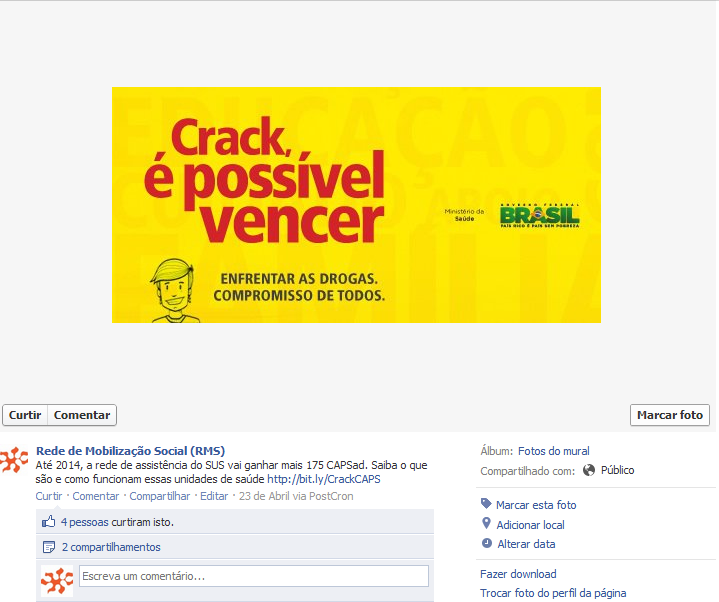 EDUCAÇÃO
Crack,
é possível
vencer
Ministério da
Saúde
GOVERNO FEDERAL
BRASIL
PAÍS RICO É PAÍS SEM POBREZA
FAMÍLIA
ENFRENTAR AS DROGAS.
COMPROMISSO DE TODOS.
Curtir Comentar
Marcar foto
Rede de Mobilização Social (RMS)
Até 2014, a rede de assistência do SUS vai ganhar mais 175 CAPSad. Saiba o que
são e como funcionam essas unidades de saúde http://bit.ly/CrackCAPS
Curtir · Comentar · Compartilhar · Editar · 23 de Abril via PostCron
4 pessoas curtiram isto.
2 compartilhamentos
Escreva um comentário...
Álbum: Fotos do mural
Compartilhado com: Público
Marcar esta foto
Adicionar local
Alterar data
Fazer download
Trocar foto do perfil da página